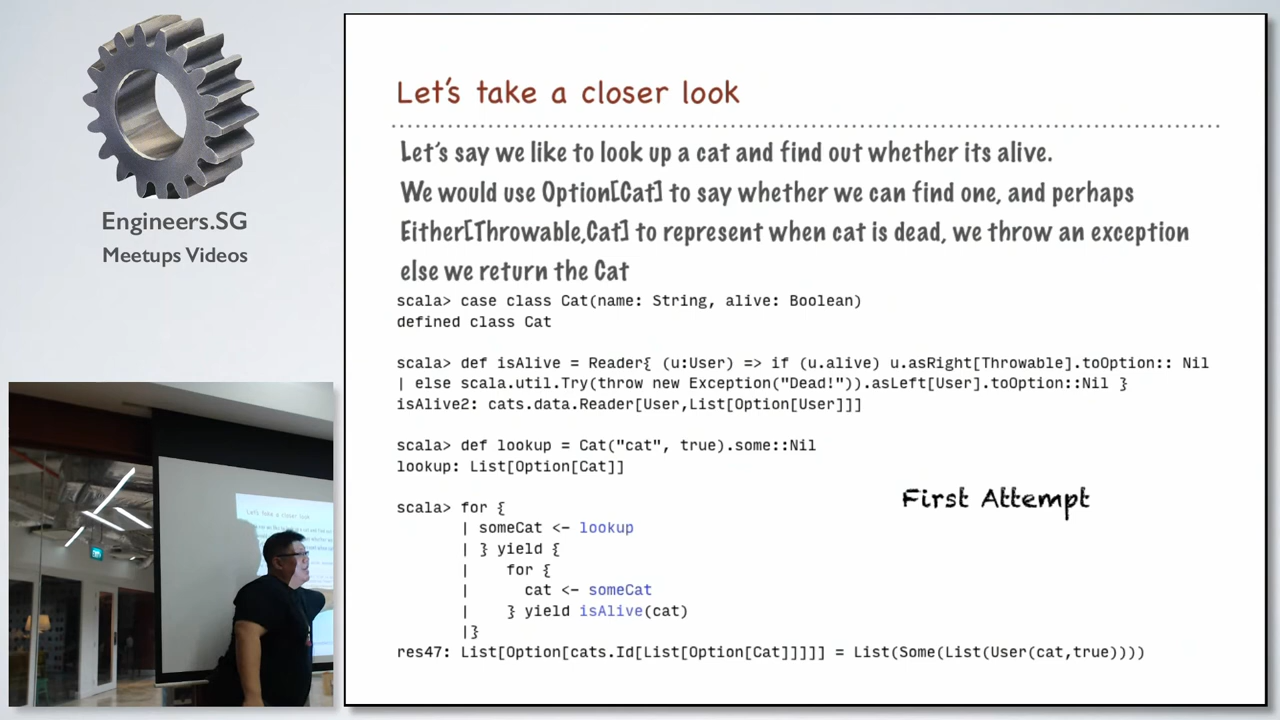 Engineers.SG
Meetups Videos
Let's take a closer look
Let's say we like to look up a cat and find out whether its alive.
We would use Option[Cat] to say whether we can find one, and perhaps
Either[Throwable,Cat] to represent when cat is dead, we throw an exception
else we return the Cat
scala> case class Cat(name: String, alive: Boolean)
defined class Cat
scala> def isAlive = Reader{ (u:User) => if (u.alive) u.asRight[Throwable].toOption:: Nil
| else scala.util.Try(throw new Exception("Dead!")).asLeft[User].toOption::Nil }
isAlive2: cats.data.Reader[User,List[Option[User]]]
scala> def lookup = Cat("cat", true).some::Nil
lookup: List[Option[Cat]]
scala> for {
| someCat <- lookup
| } yield {
| for {
| cat <- someCat
| } yield isAlive(cat)
|}
res47: List[Option[cats.Id[List[Option[Cat]]]]] = List(Some(List(User(cat,true))))
First Attempt
Let's take a closer look